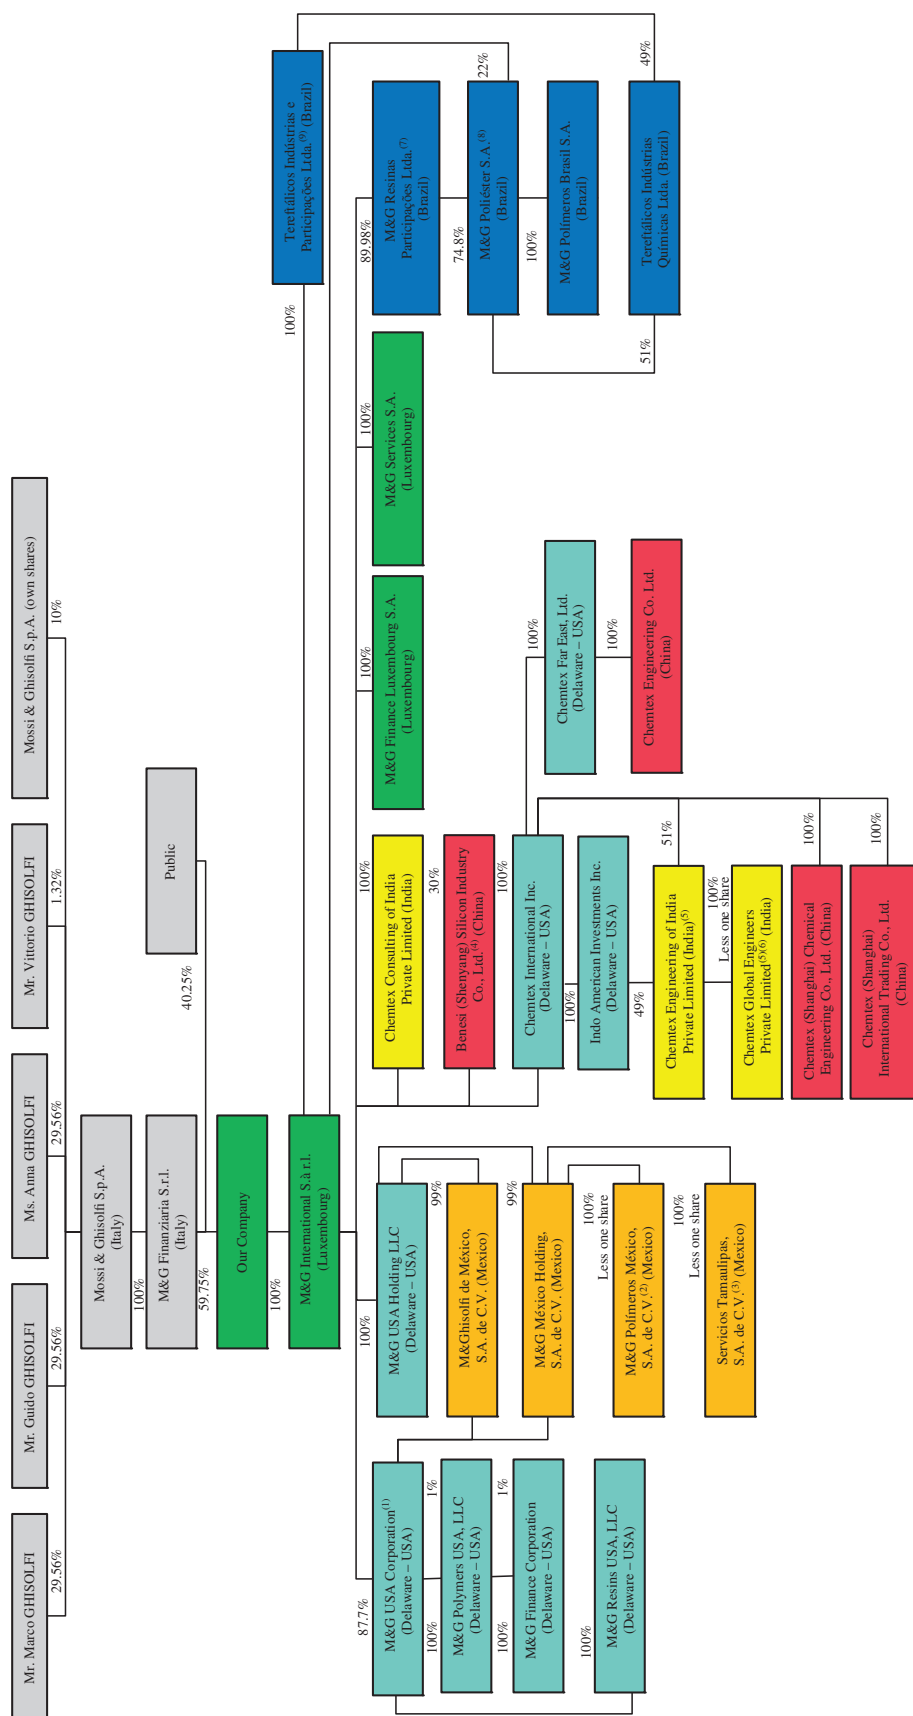 Mr. Marco GHISOLFI
Mr. Guido GHISOLFI
Ms. Anna GHISOLFI
Mr. Vittorio GHISOLFI
Mossi & Ghisolfi S.p.A. (own shares)
29.56%
29.56%
29.56%
1.32%
10%
Mossi & Ghisolfi S.p.A.
(Italy)
100%
M&G Finanziaria S.r.l.
(Italy)
Public
59.75%
40.25%
Our Company
100%
M&G International S.à r.l.
(Luxembourg)
100%
Tereftálicos Indústrias e
Participações Ltda.(9) (Brazil)
87.7%
100%
100%
100%
100%
89.98%
M&G USA Corporation(1)
(Delaware – USA)
M&G USA Holding LLC
(Delaware – USA)
Chemtex Consulting of India
Private Limited (India)
M&G Finance Luxembourg S.A.
(Luxembourg)
M&G Services S.A.
(Luxembourg)
M&G Resinas
Participações Ltda.(7)
(Brazil)
100%
1%
99%
30%
74.8%
22%
M&G Polymers USA, LLC
(Delaware – USA)
M&Ghisolfi de México,
S.A. de C.V. (Mexico)
Benesi (Shenyang) Silicon Industry
Co., Ltd.(4) (China)
M&G Poliéster S.A.(8)
(Brazil)
100%
1%
99%
100%
100%
100%
M&G Finance Corporation
(Delaware – USA)
M&G México Holding,
S.A. de C.V. (Mexico)
Chemtex International Inc.
(Delaware – USA)
Chemtex Far East, Ltd.
(Delaware – USA)
M&G Polímeros Brasil S.A.
(Brazil)
100%
100%
Less one share
100%
100%
51%
49%
M&G Resins USA, LLC
(Delaware – USA)
M&G Polímeros México,
S.A. de C.V.(2) (Mexico)
Indo American Investments Inc.
(Delaware – USA)
Chemtex Engineering Co. Ltd.
(China)
Tereftálicos Indústrias
Químicas Ltda. (Brazil)
100%
Less one share
49%
51%
Servicios Tamaulipas,
S.A. de C.V.(3) (Mexico)
Chemtex Engineering of India
Private Limited (India)(5)
100%
Less one share
Chemtex Global Engineers
Private Limited(5)(6) (India)
100%
Chemtex (Shanghai) Chemical
Engineering Co., Ltd. (China)
100%
Chemtex (Shanghai)
International Trading Co., Ltd.
(China)